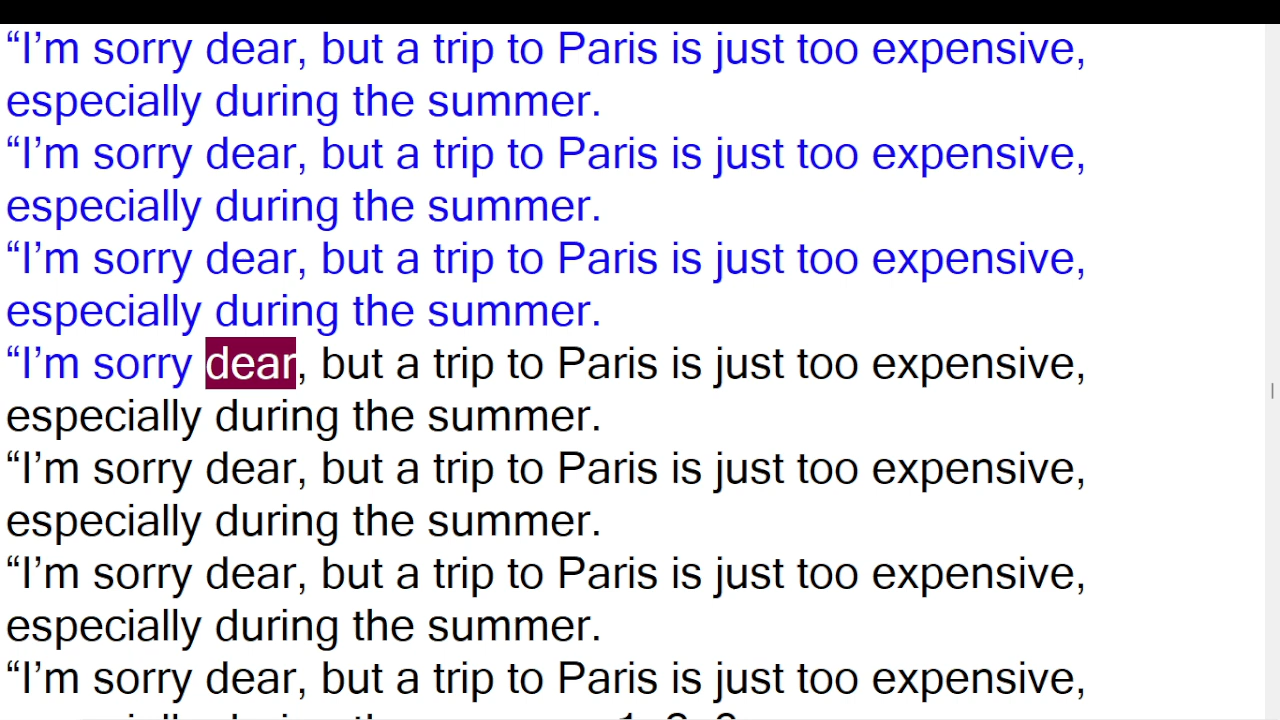 “I’m sorry dear, but a trip to Paris is just too expensive,
especially during the summer.
“I’m sorry dear, but a trip to Paris is just too expensive,
especially during the summer.
“I’m sorry dear, but a trip to Paris is just too expensive,
especially during the summer.
“I’m sorry dear, but a trip to Paris is just too expensive,
especially during the summer.
“I’m sorry dear, but a trip to Paris is just too expensive,
especially during the summer.
“I’m sorry dear, but a trip to Paris is just too expensive,
especially during the summer.
“I’m sorry dear, but a trip to Paris is just too expensive,